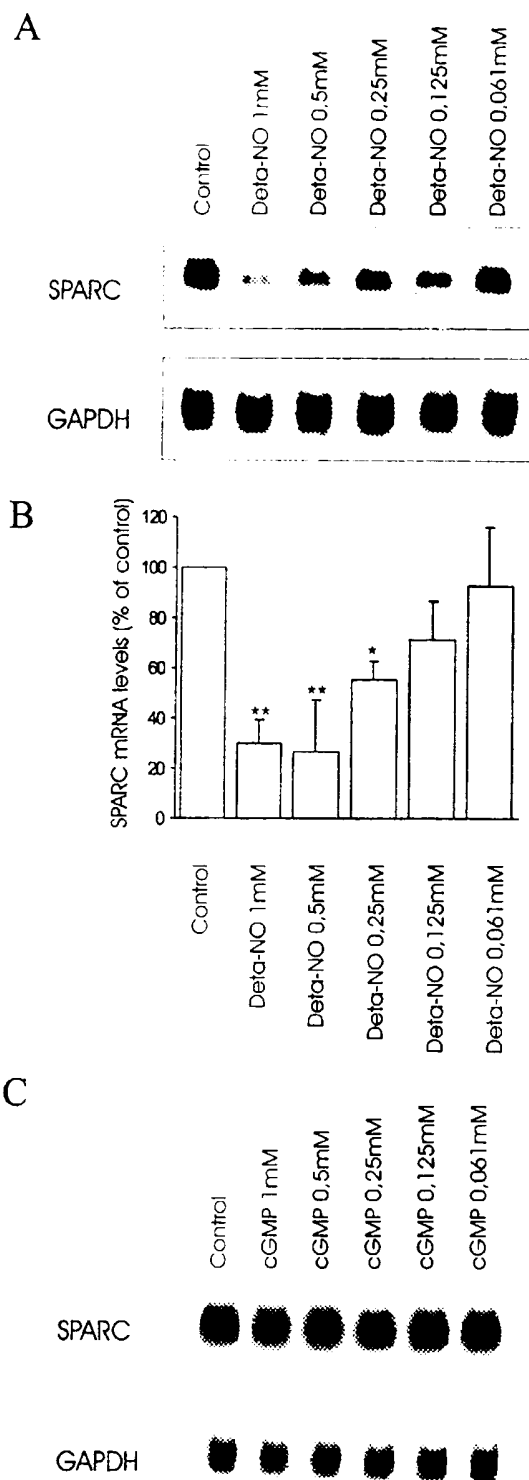 A
Control
Deta-NO 1mM
Deta-NO 0,5mM
Deta-NO 0,25mM
Deta-NO 0,125mM
Deta-NO 0,061mM
SPARC
GAPDH
B
SPARC mRNA levels (% of control)
120
100
80
60
40
20
0
**
**
*
Control
Deta-NO 1mM
Deta-NO 0,5mM
Deta-NO 0,25mM
Deta-NO 0,125mM
Deta-NO 0,061mM
C
Control
cGMP 1mM
cGMP 0,5mM
cGMP 0,25mM
cGMP 0,125mM
cGMP 0,061mM
SPARC
GAPDH